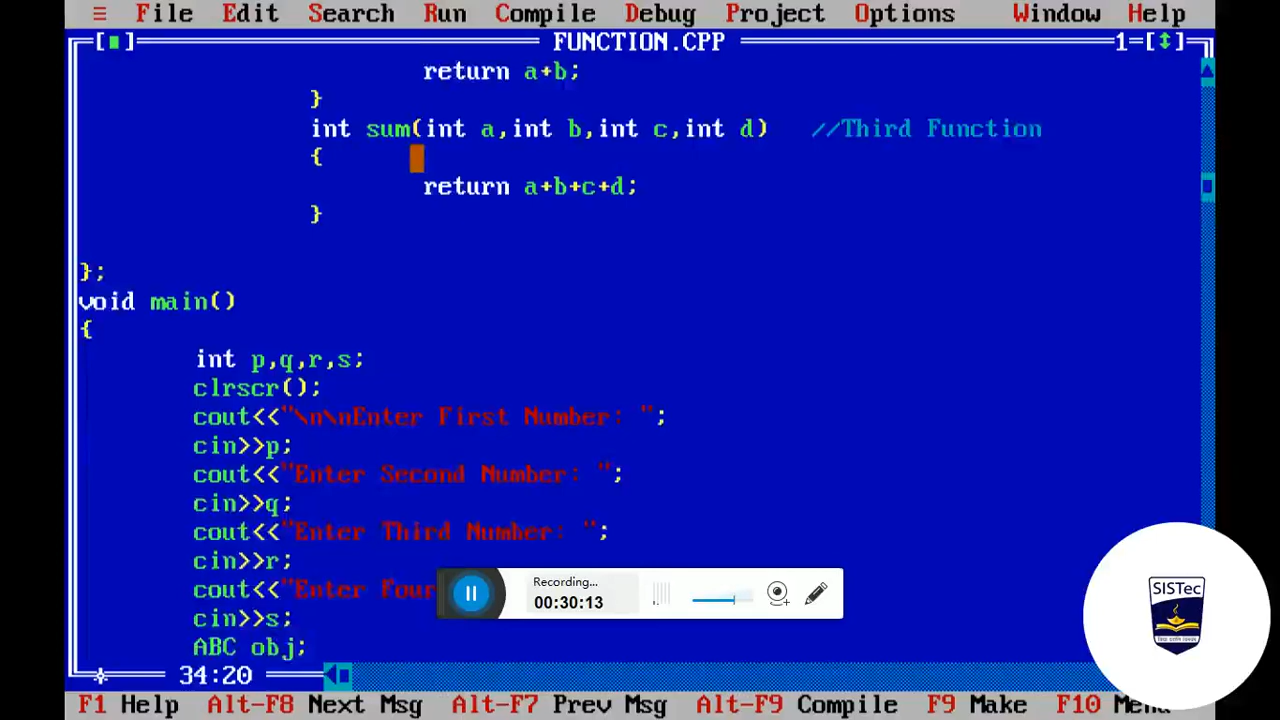 ≡ File Edit Search Run Compile Debug Project Options Window Help
[■] FUNCTION.CPP 1=[↕]
return a+b;
}
int sum(int a,int b,int c,int d) //Third Function
{
return a+b+c+d;
}
};
void main()
{
int p,q,r,s;
clrscr();
cout<<"\n\nEnter First Number: ";
cin>>p;
cout<<"Enter Second Number: ";
cin>>q;
cout<<"Enter Third Number: ";
cin>>r;
cout<<"Enter Four
cin>>s;
ABC obj;
Recording...
00:30:13
SISTec
34:20
F1 Help Alt-F8 Next Msg Alt-F7 Prev Msg Alt-F9 Compile F9 Make F10 Menu